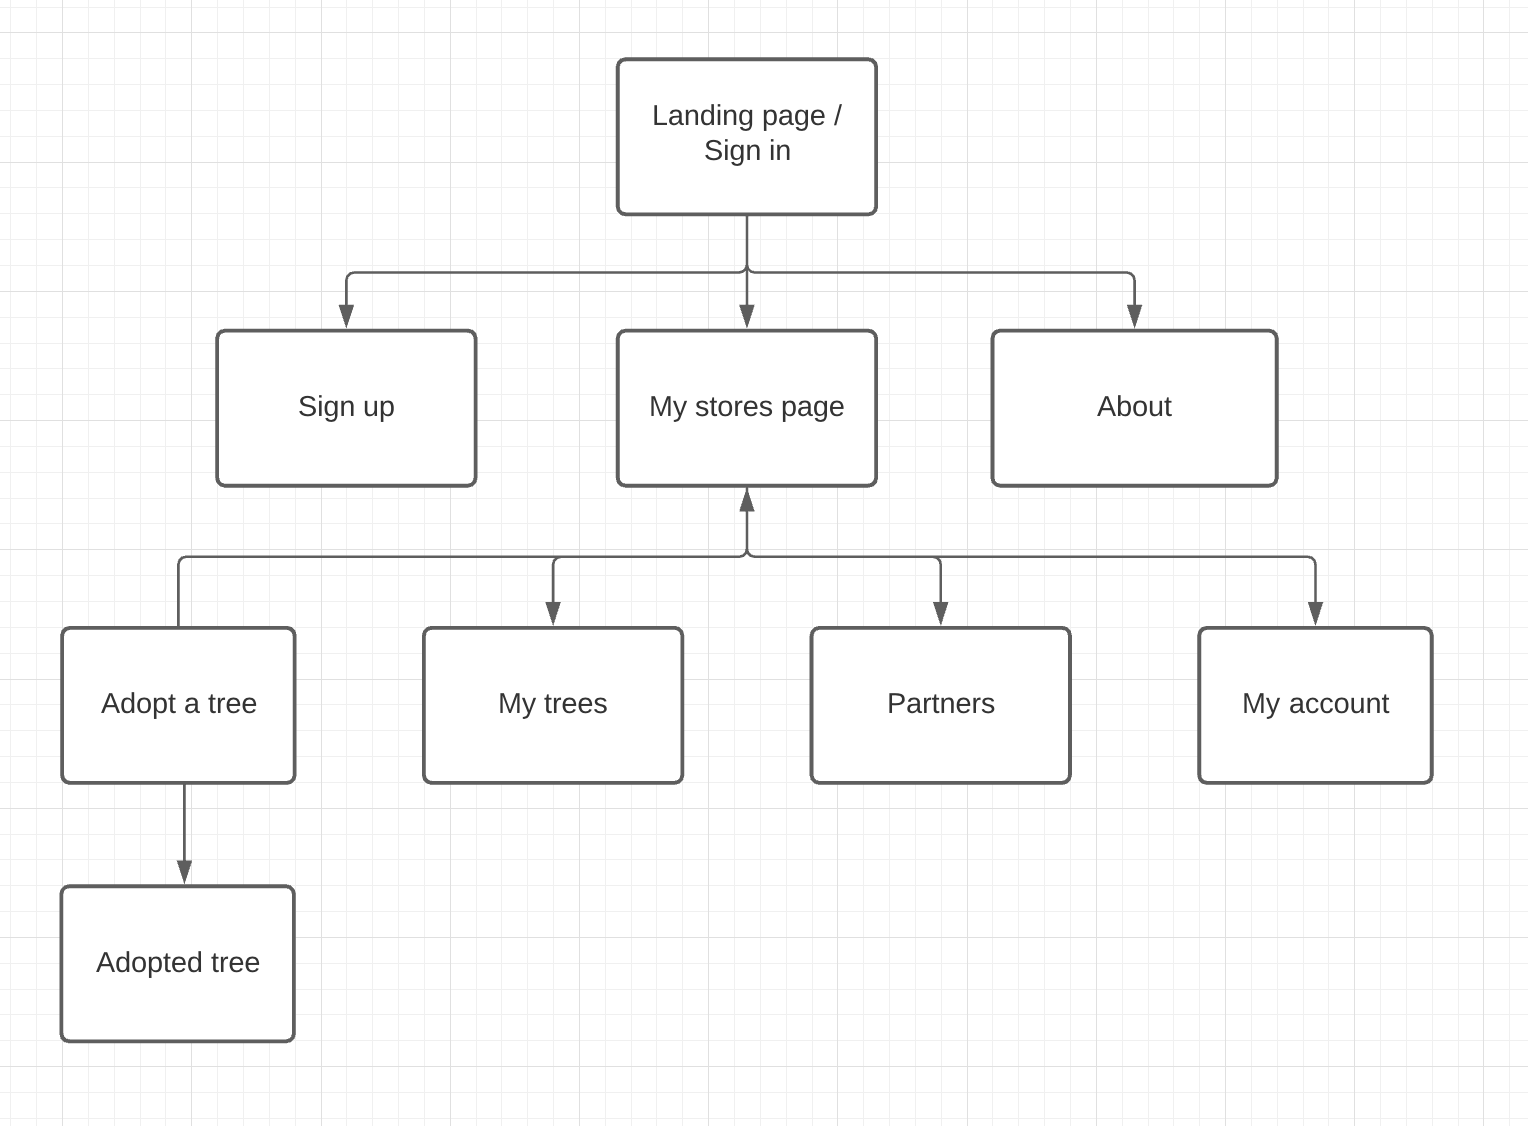 Landing page /
Sign in
Sign up
My stores page
About
Adopt a tree
My trees
Partners
My account
Adopted tree